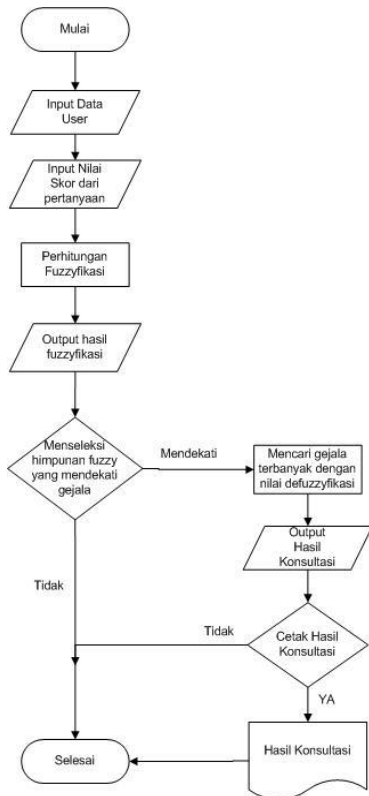 Mulai
Input Data
User
Input Nilai
Skor dari
pertanyaan
Perhitungan
Fuzzyfikasi
Output hasil
fuzzyfikasi
Menseleksi
himpunan fuzzy
yang mendekati
gejala
Mendekati
Mencari gejala
terbanyak dengan
nilai defuzzyfikasi
Output
Hasil
Konsultasi
Tidak
Tidak
Cetak Hasil
Konsultasi
YA
Selesai
Hasil Konsultasi